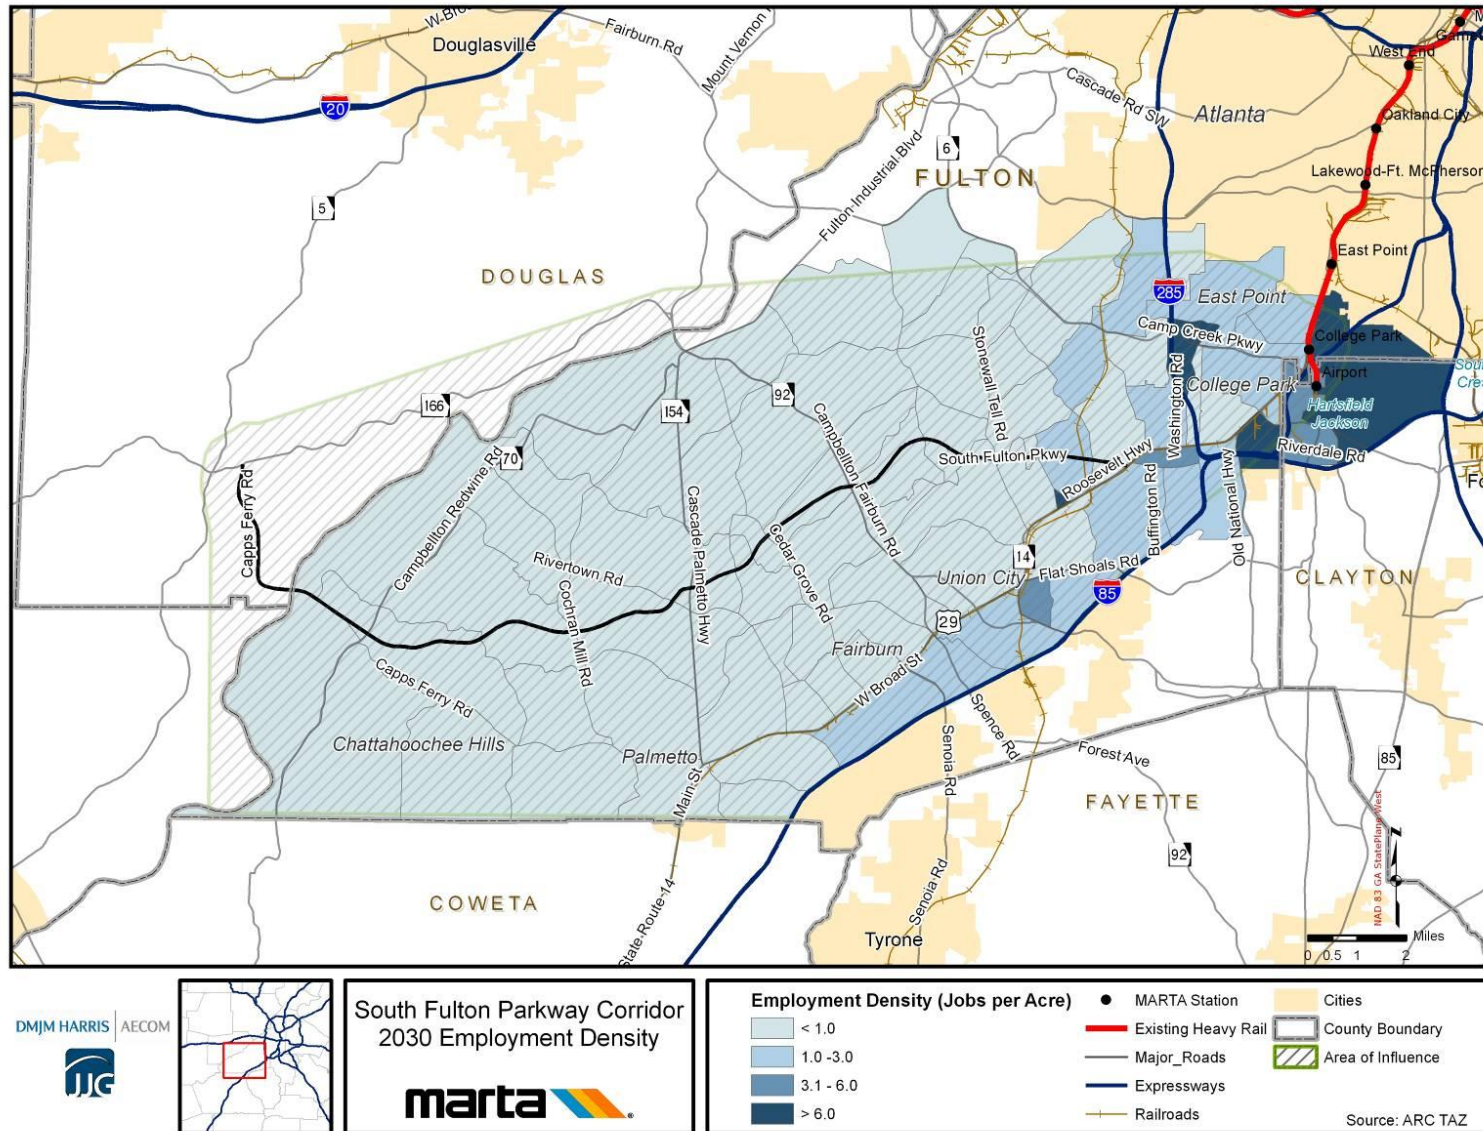 W-Bro
Douglasville
Fairburn Rd
Mount Vernon
20
Cascade Rd SW
West End
Atlanta
Oakland City
6
FULTON
Lakewood-Ft. McPherson
5
Fulton Industrial Blvd
DOUGLAS
East Point
285
East Point
Camp Creek Pkwy
College Park
Stonewall Tell Rd
Washington Rd
College Park
Airport
Hartsfield
Jackson
166
154
92
Campbellton Fairburn Rd
70
Campbellton Redwine Rd
South Fulton Pkwy
Roosevelt Hwy
Riverdale Rd
Capps Ferry Rd
Cascade Palmetto Hwy
Buffington Rd
Old National Hwy
Cedar Grove Rd
Rivertown Rd
Cochran Mill Rd
14
Union City
Flat Shoals Rd
CLAYTON
85
29
Fairburn
W Broad St
Capps Ferry Rd
Chattahoochee Hills
Palmetto
Main St
Spence Rd
Senoia Rd
Forest Ave
85
FAYETTE
92
NAD 83 GA StatePlane West
COWETA
State Route 14
Senoia Rd
Tyrone
Miles
0 0.5 1 2
DMJM HARRIS AECOM
JJG
South Fulton Parkway Corridor
2030 Employment Density
marta
Employment Density (Jobs per Acre)
< 1.0
1.0 -3.0
3.1 - 6.0
> 6.0
MARTA Station
Existing Heavy Rail
Major_Roads
Expressways
Railroads
Cities
County Boundary
Area of Influence
Source: ARC TAZ